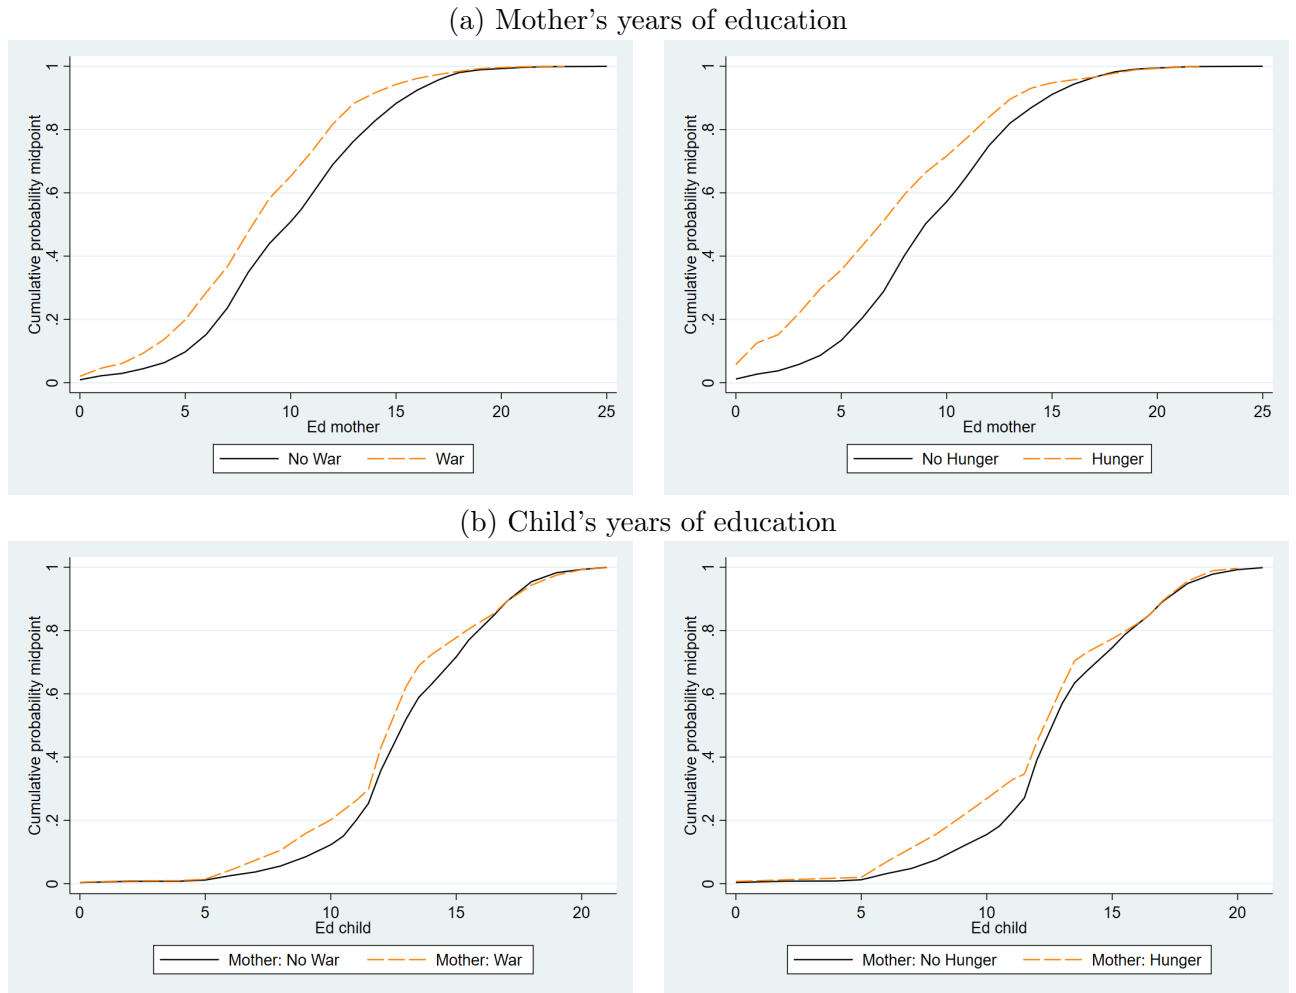 (a) Mother's years of education
Cumulative probability midpoint
0 .2 .4 .6 .8 1
0 5 10 15 20 25
Ed mother
No War War
Cumulative probability midpoint
0 .2 .4 .6 .8 1
0 5 10 15 20 25
Ed mother
No Hunger Hunger
(b) Child's years of education
Cumulative probability midpoint
0 .2 .4 .6 .8 1
0 5 10 15 20
Ed child
Mother: No War Mother: War
Cumulative probability midpoint
0 .2 .4 .6 .8 1
0 5 10 15 20
Ed child
Mother: No Hunger Mother: Hunger